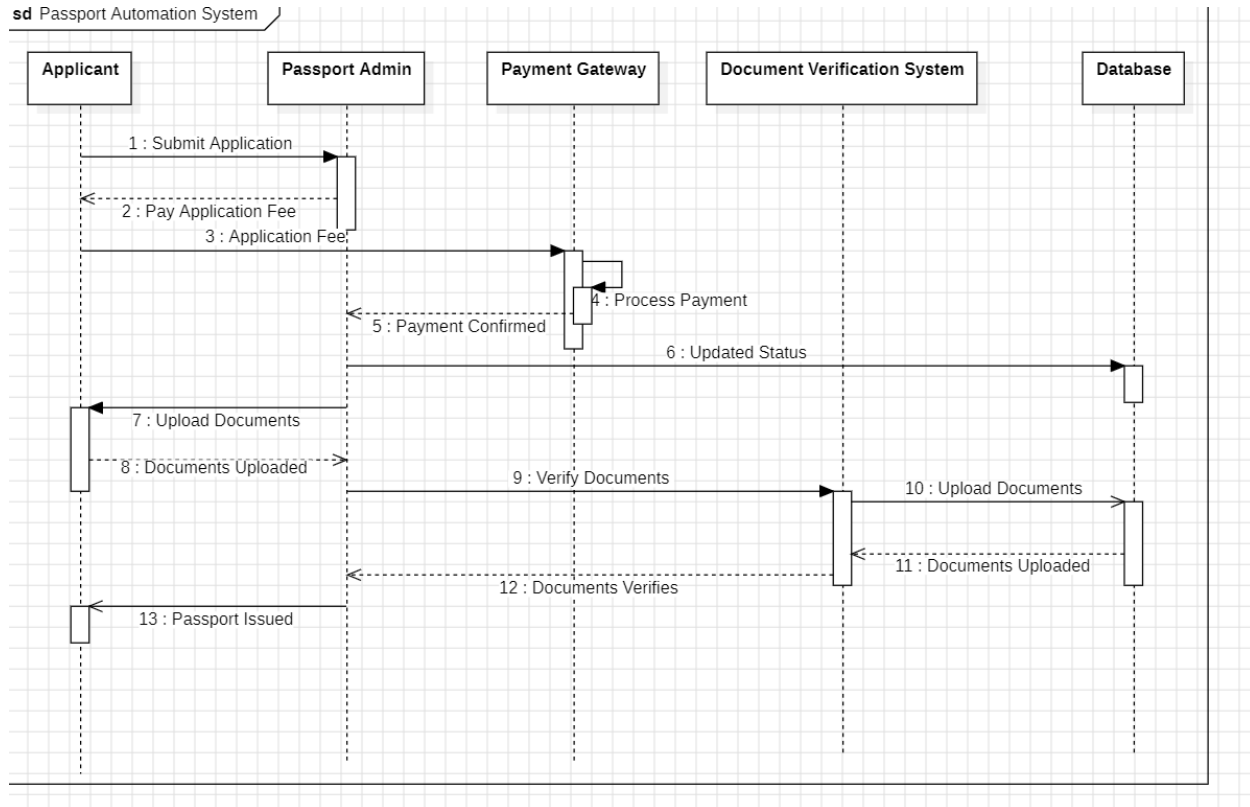 sd Passport Automation System
Applicant
Passport Admin
Payment Gateway
Document Verification System
Database
1 : Submit Application
2 : Pay Application Fee
3 : Application Fee
4 : Process Payment
5 : Payment Confirmed
6 : Updated Status
7 : Upload Documents
8 : Documents Uploaded
9 : Verify Documents
10 : Upload Documents
11 : Documents Uploaded
12 : Documents Verifies
13 : Passport Issued